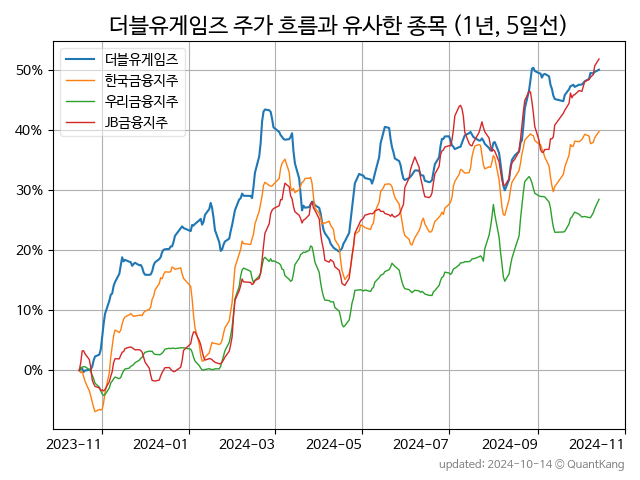 더블유게임즈 주가 흐름과 유사한 종목 (1년, 5일선)
더블유게임즈
한국금융지주
우리금융지주
JB금융지주
50%
40%
30%
20%
10%
0%
2023-11 2024-01 2024-03 2024-05 2024-07 2024-09 2024-11
updated: 2024-10-14 © QuantKang